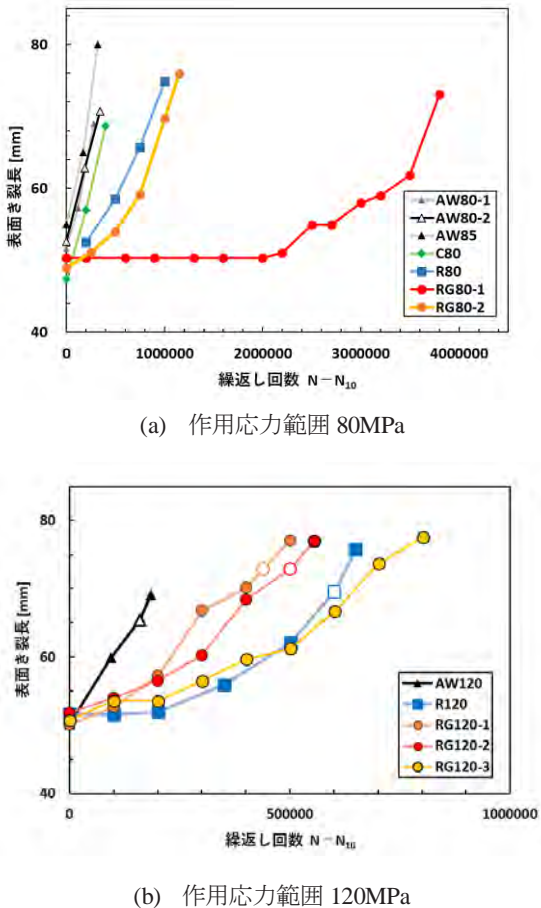 80
60
40
表面き裂長 [mm]
AW80-1
AW80-2
AW85
C80
R80
RG80-1
RG80-2
0
1000000
2000000
3000000
4000000
繰返し回数 N－N10
(a) 作用応力範囲 80MPa
80
60
40
表面き裂長 [mm]
AW120
R120
RG120-1
RG120-2
RG120-3
0
500000
1000000
繰返し回数 N－N10
(b) 作用応力範囲 120MPa